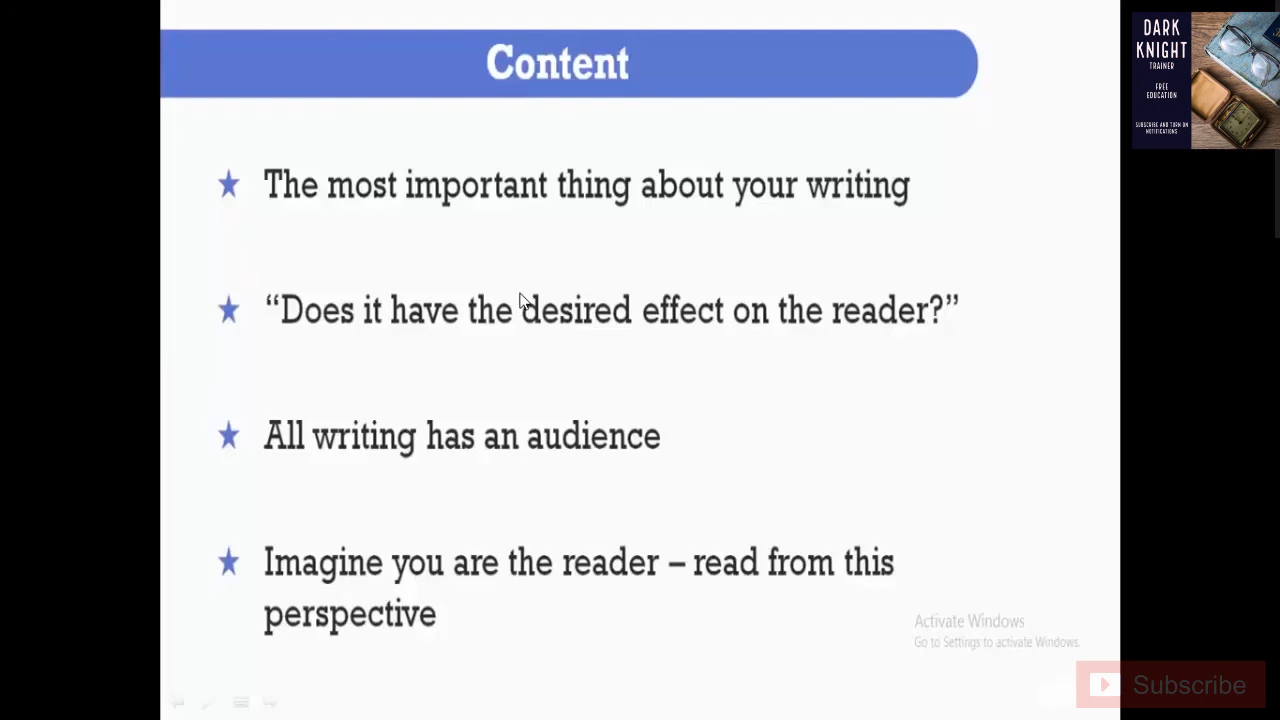 Content
The most important thing about your writing
“Does it have the desired effect on the reader?”
All writing has an audience
Imagine you are the reader – read from this
perspective
Activate Windows
Go to Settings to activate Windows.
Subscribe
DARK
KNIGHT
TRAINER
FREE
EDUCATION
SUBSCRIBE AND TURN ON
NOTIFICATIONS